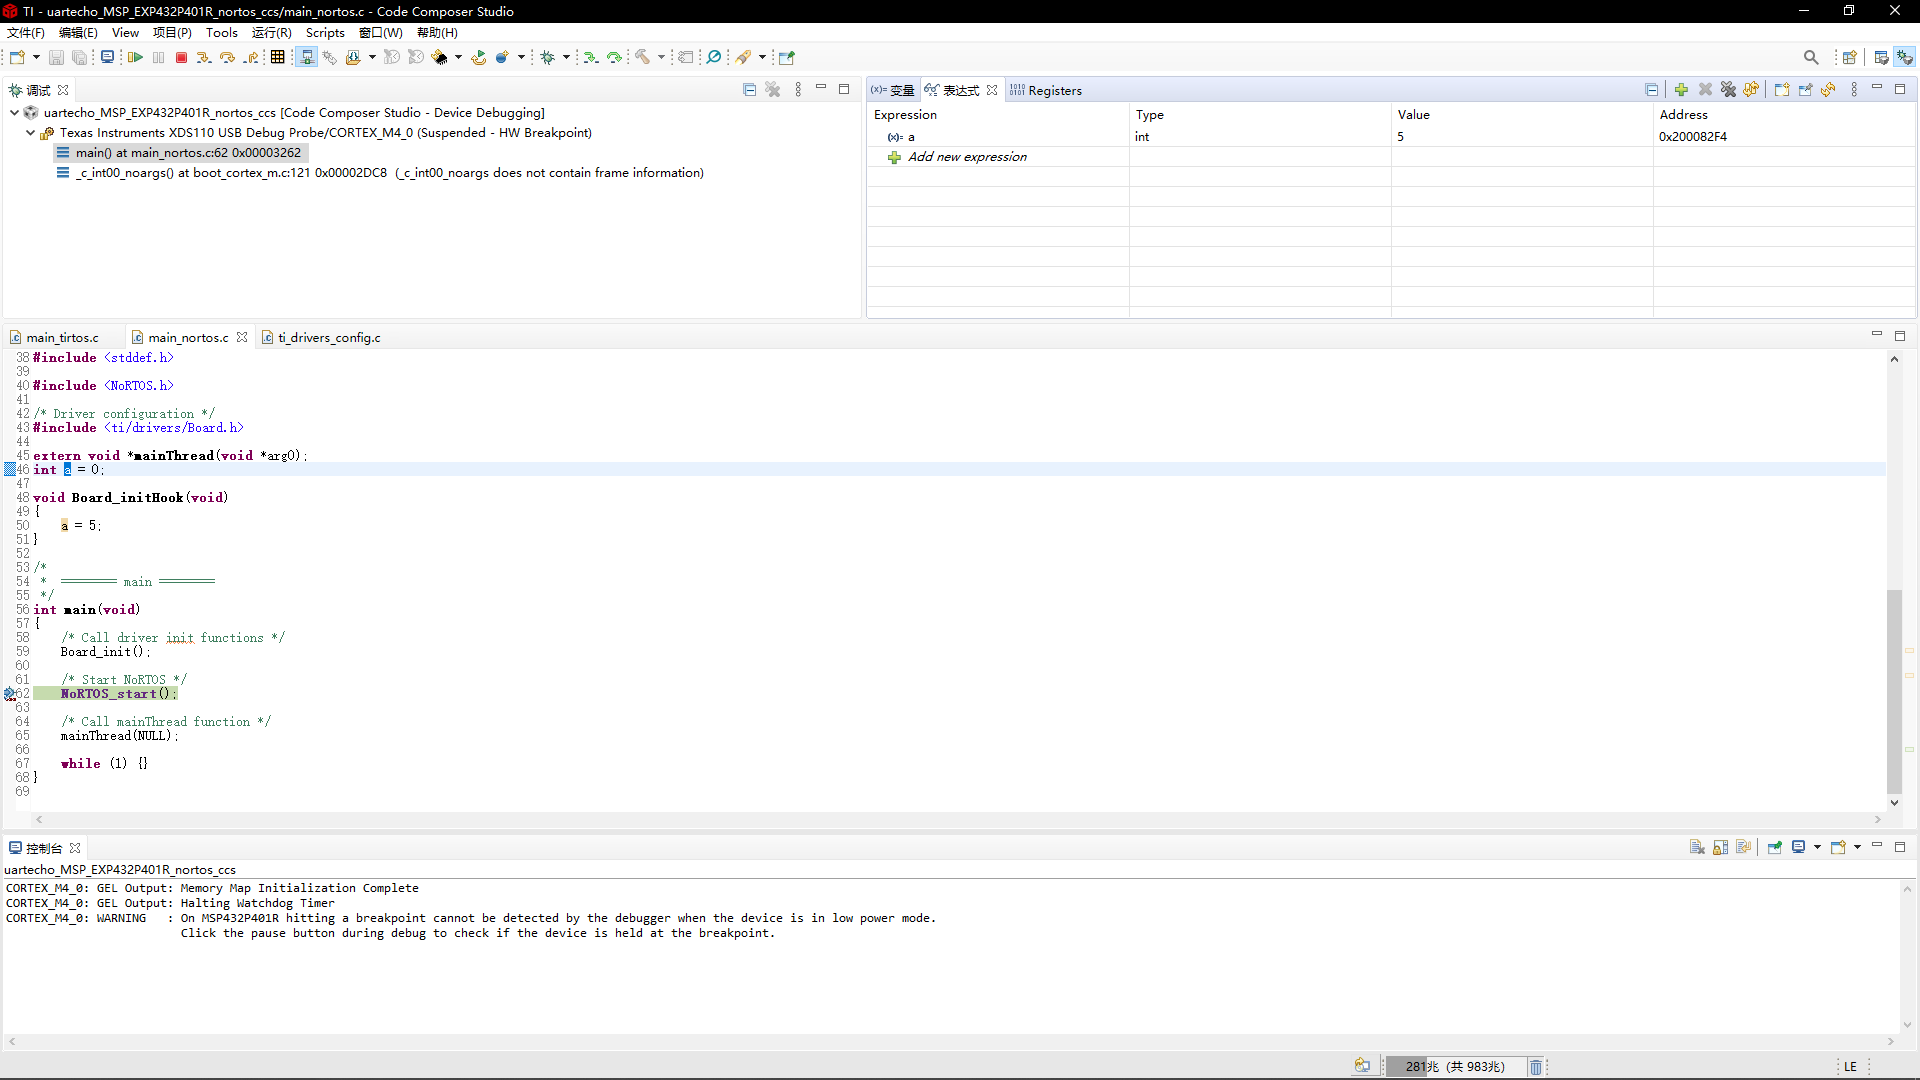 TI - uartecho_MSP_EXP432P401R_nortos_ccs/main_nortos.c - Code Composer Studio
文件(F) 编辑(E) View 项目(P) Tools 运行(R) Scripts 窗口(W) 帮助(H)
调试
uartecho_MSP_EXP432P401R_nortos_ccs [Code Composer Studio - Device Debugging]
Texas Instruments XDS110 USB Debug Probe/CORTEX_M4_0 (Suspended - HW Breakpoint)
main() at main_nortos.c:62 0x00003262
_c_int00_noargs() at boot_cortex_m.c:121 0x00002DC8 (_c_int00_noargs does not contain frame information)
(x)= 变量 表达式 1010 0101 Registers
Expression Type Value Address
(x)= a int 5 0x200082F4
Add new expression
main_tirtos.c main_nortos.c ti_drivers_config.c
38 #include <stddef.h>
39
40 #include <NoRTOS.h>
41
42 /* Driver configuration */
43 #include <ti/drivers/Board.h>
44
45 extern void *mainThread(void *arg0);
46 int a = 0;
47
48 void Board_initHook(void)
49 {
50 a = 5;
51 }
52
53 /*
54 * ======== main ========
55 */
56 int main(void)
57 {
58 /* Call driver init functions */
59 Board_init();
60
61 /* Start NoRTOS */
62 NoRTOS_start();
63
64 /* Call mainThread function */
65 mainThread(NULL);
66
67 while (1) {}
68 }
69
控制台
uartecho_MSP_EXP432P401R_nortos_ccs
CORTEX_M4_0: GEL Output: Memory Map Initialization Complete
CORTEX_M4_0: GEL Output: Halting Watchdog Timer
CORTEX_M4_0: WARNING : On MSP432P401R hitting a breakpoint cannot be detected by the debugger when the device is in low power mode.
Click the pause button during debug to check if the device is held at the breakpoint.
281兆 (共 983兆) LE